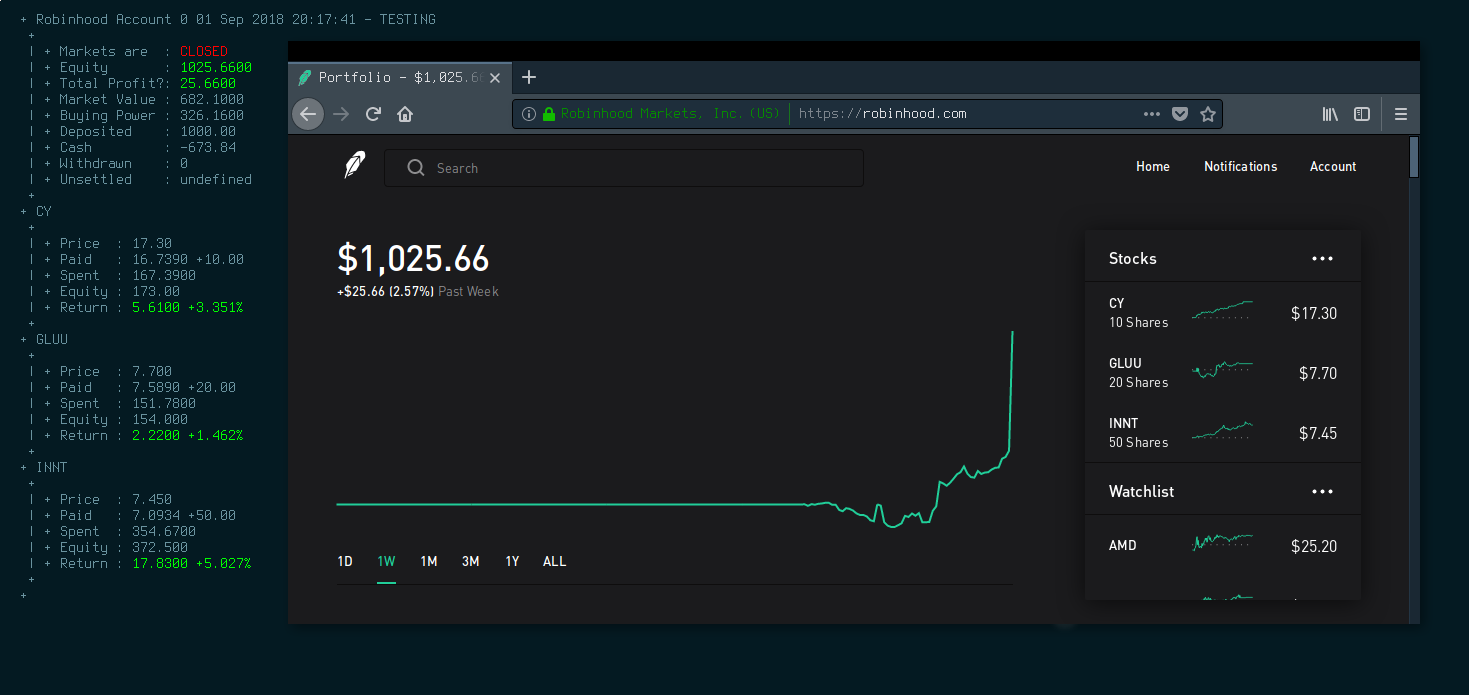 + Robinhood Account 0 01 Sep 2018 20:17:41 - TESTING
+
| + Markets are : CLOSED
| + Equity : 1025.6600
| + Total Profit?: 25.6600
| + Market Value : 682.1000
| + Buying Power : 326.1600
| + Deposited : 1000.00
| + Cash : -673.84
| + Withdrawn : 0
| + Unsettled : undefined
+
+ CY
+
| + Price : 17.30
| + Paid : 16.7390 +10.00
| + Spent : 167.3900
| + Equity : 173.00
| + Return : 5.6100 +3.351%
+
+ GLUU
+
| + Price : 7.700
| + Paid : 7.5890 +20.00
| + Spent : 151.7800
| + Equity : 154.000
| + Return : 2.2200 +1.462%
+
+ INNT
+
| + Price : 7.450
| + Paid : 7.0934 +50.00
| + Spent : 354.6700
| + Equity : 372.500
| + Return : 17.8300 +5.027%
+
+
Portfolio - $1,025.66
Robinhood Markets, Inc. (US) https://robinhood.com
Search Home Notifications Account
$1,025.66
+$25.66 (2.57%) Past Week
1D 1W 1M 3M 1Y ALL
Stocks
CY
10 Shares $17.30
GLUU
20 Shares $7.70
INNT
50 Shares $7.45
Watchlist
AMD $25.20